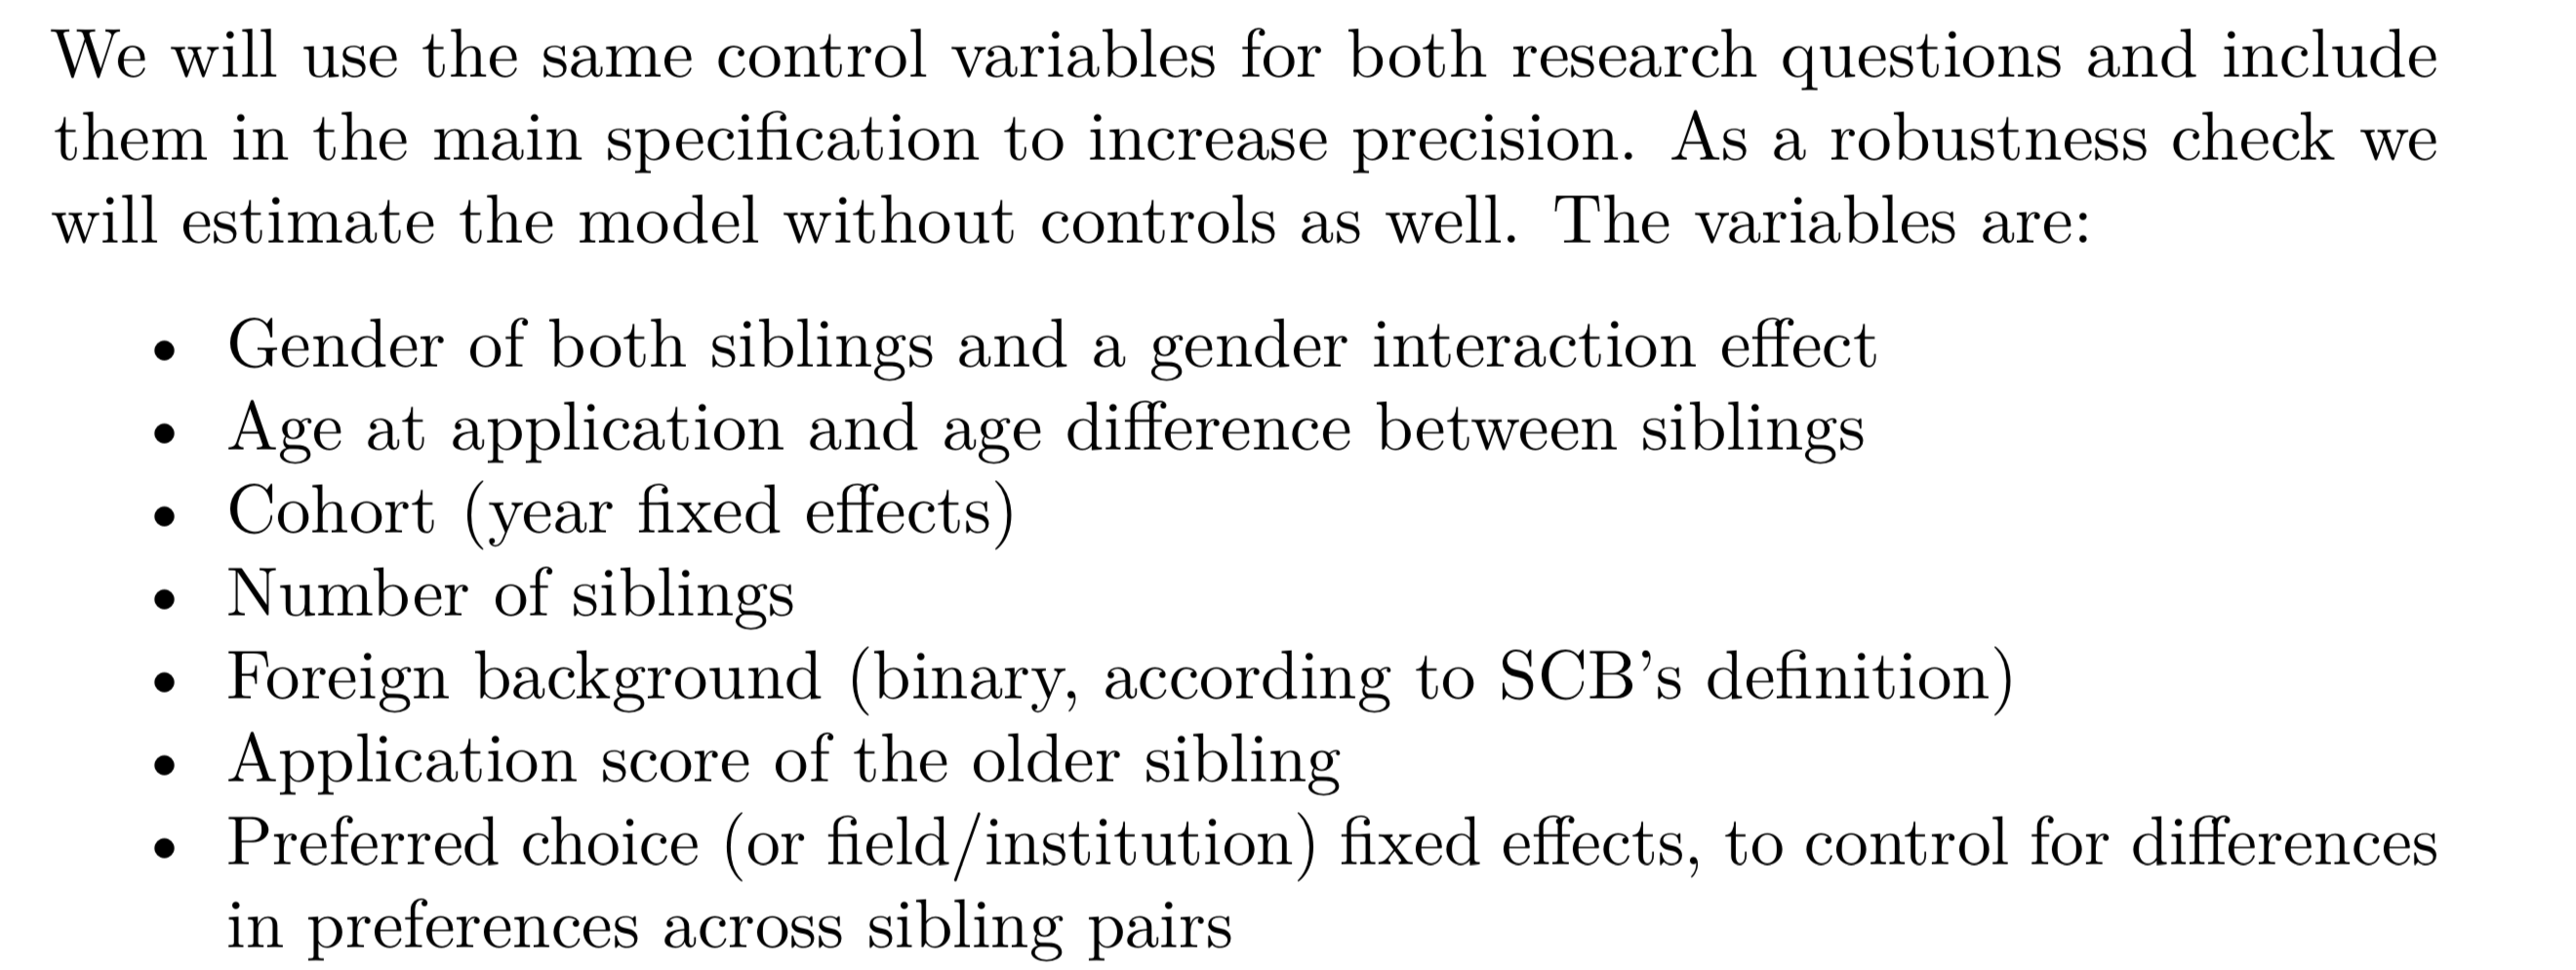 We will use the same control variables for both research questions and include
them in the main specification to increase precision. As a robustness check we
will estimate the model without controls as well. The variables are:
• Gender of both siblings and a gender interaction effect
• Age at application and age difference between siblings
• Cohort (year fixed effects)
• Number of siblings
• Foreign background (binary, according to SCB’s definition)
• Application score of the older sibling
• Preferred choice (or field/institution) fixed effects, to control for differences
in preferences across sibling pairs